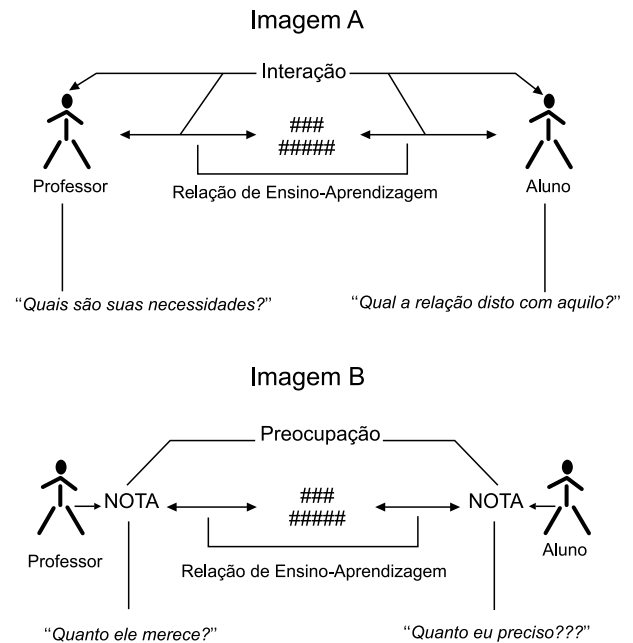 Imagem A
Interação
###
#####
Professor
Relação de Ensino-Aprendizagem
Aluno
“Quais são suas necessidades?”
“Qual a relação disto com aquilo?”
Imagem B
Preocupação
NOTA
###
#####
NOTA
Professor
Relação de Ensino-Aprendizagem
Aluno
“Quanto ele merece?”
“Quanto eu preciso???”